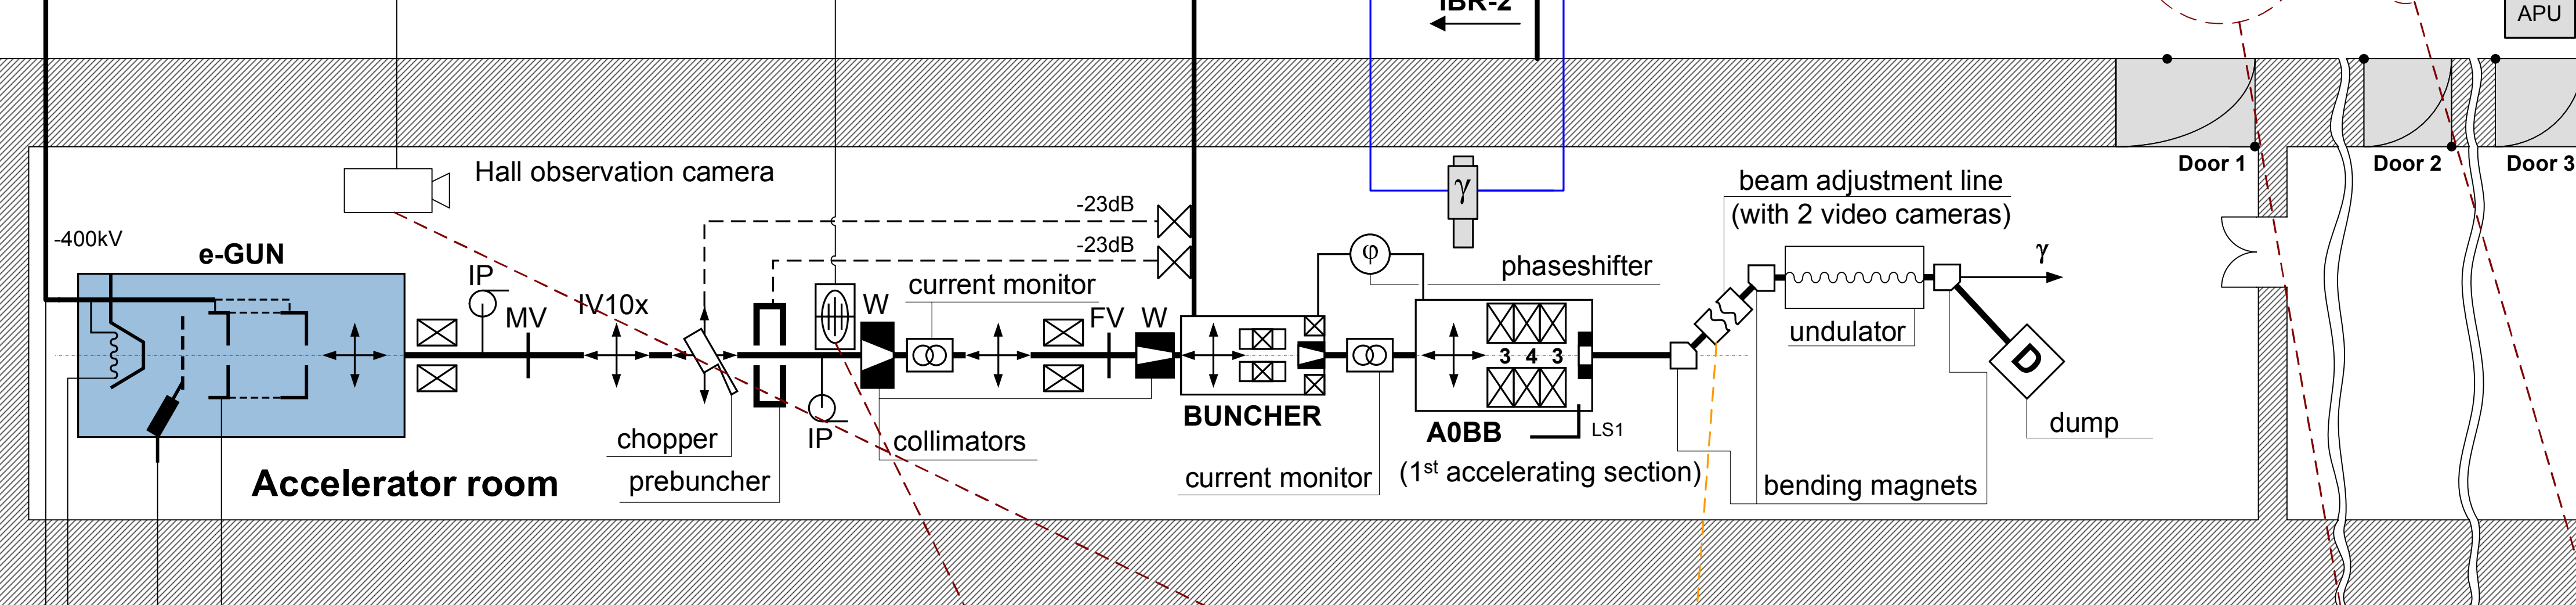 IBR-2
APU
Door 1
Door 2
Door 3
Hall observation camera
-400kV
e-GUN
IP
MV
IV10x
-23dB
-23dB
W
current monitor
FV
W
φ
γ
phaseshifter
beam adjustment line
(with 2 video cameras)
undulator
γ
D
dump
3 4 3
BUNCHER
A0BB
LS1
(1st accelerating section)
chopper
prebuncher
IP
collimators
current monitor
bending magnets
Accelerator room